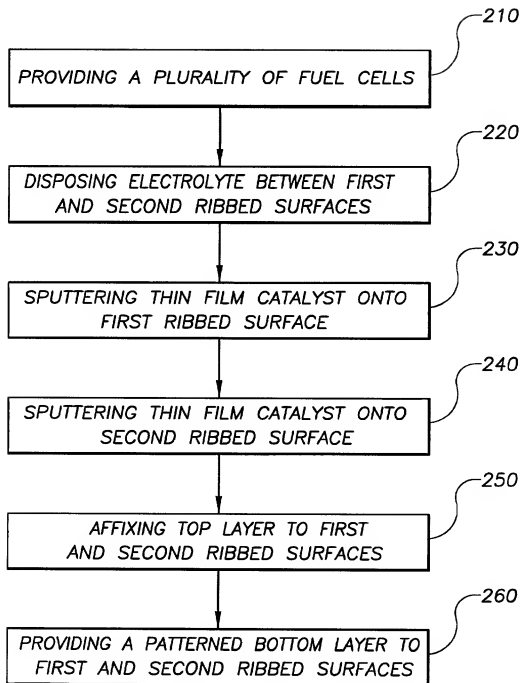 210
PROVIDING A PLURALITY OF FUEL CELLS
220
DISPOSING ELECTROLYTE BETWEEN FIRST
AND SECOND RIBBED SURFACES
230
SPUTTERING THIN FILM CATALYST ONTO
FIRST RIBBED SURFACE
240
SPUTTERING THIN FILM CATALYST ONTO
SECOND RIBBED SURFACE
250
AFFIXING TOP LAYER TO FIRST
AND SECOND RIBBED SURFACES
260
PROVIDING A PATTERNED BOTTOM LAYER TO
FIRST AND SECOND RIBBED SURFACES